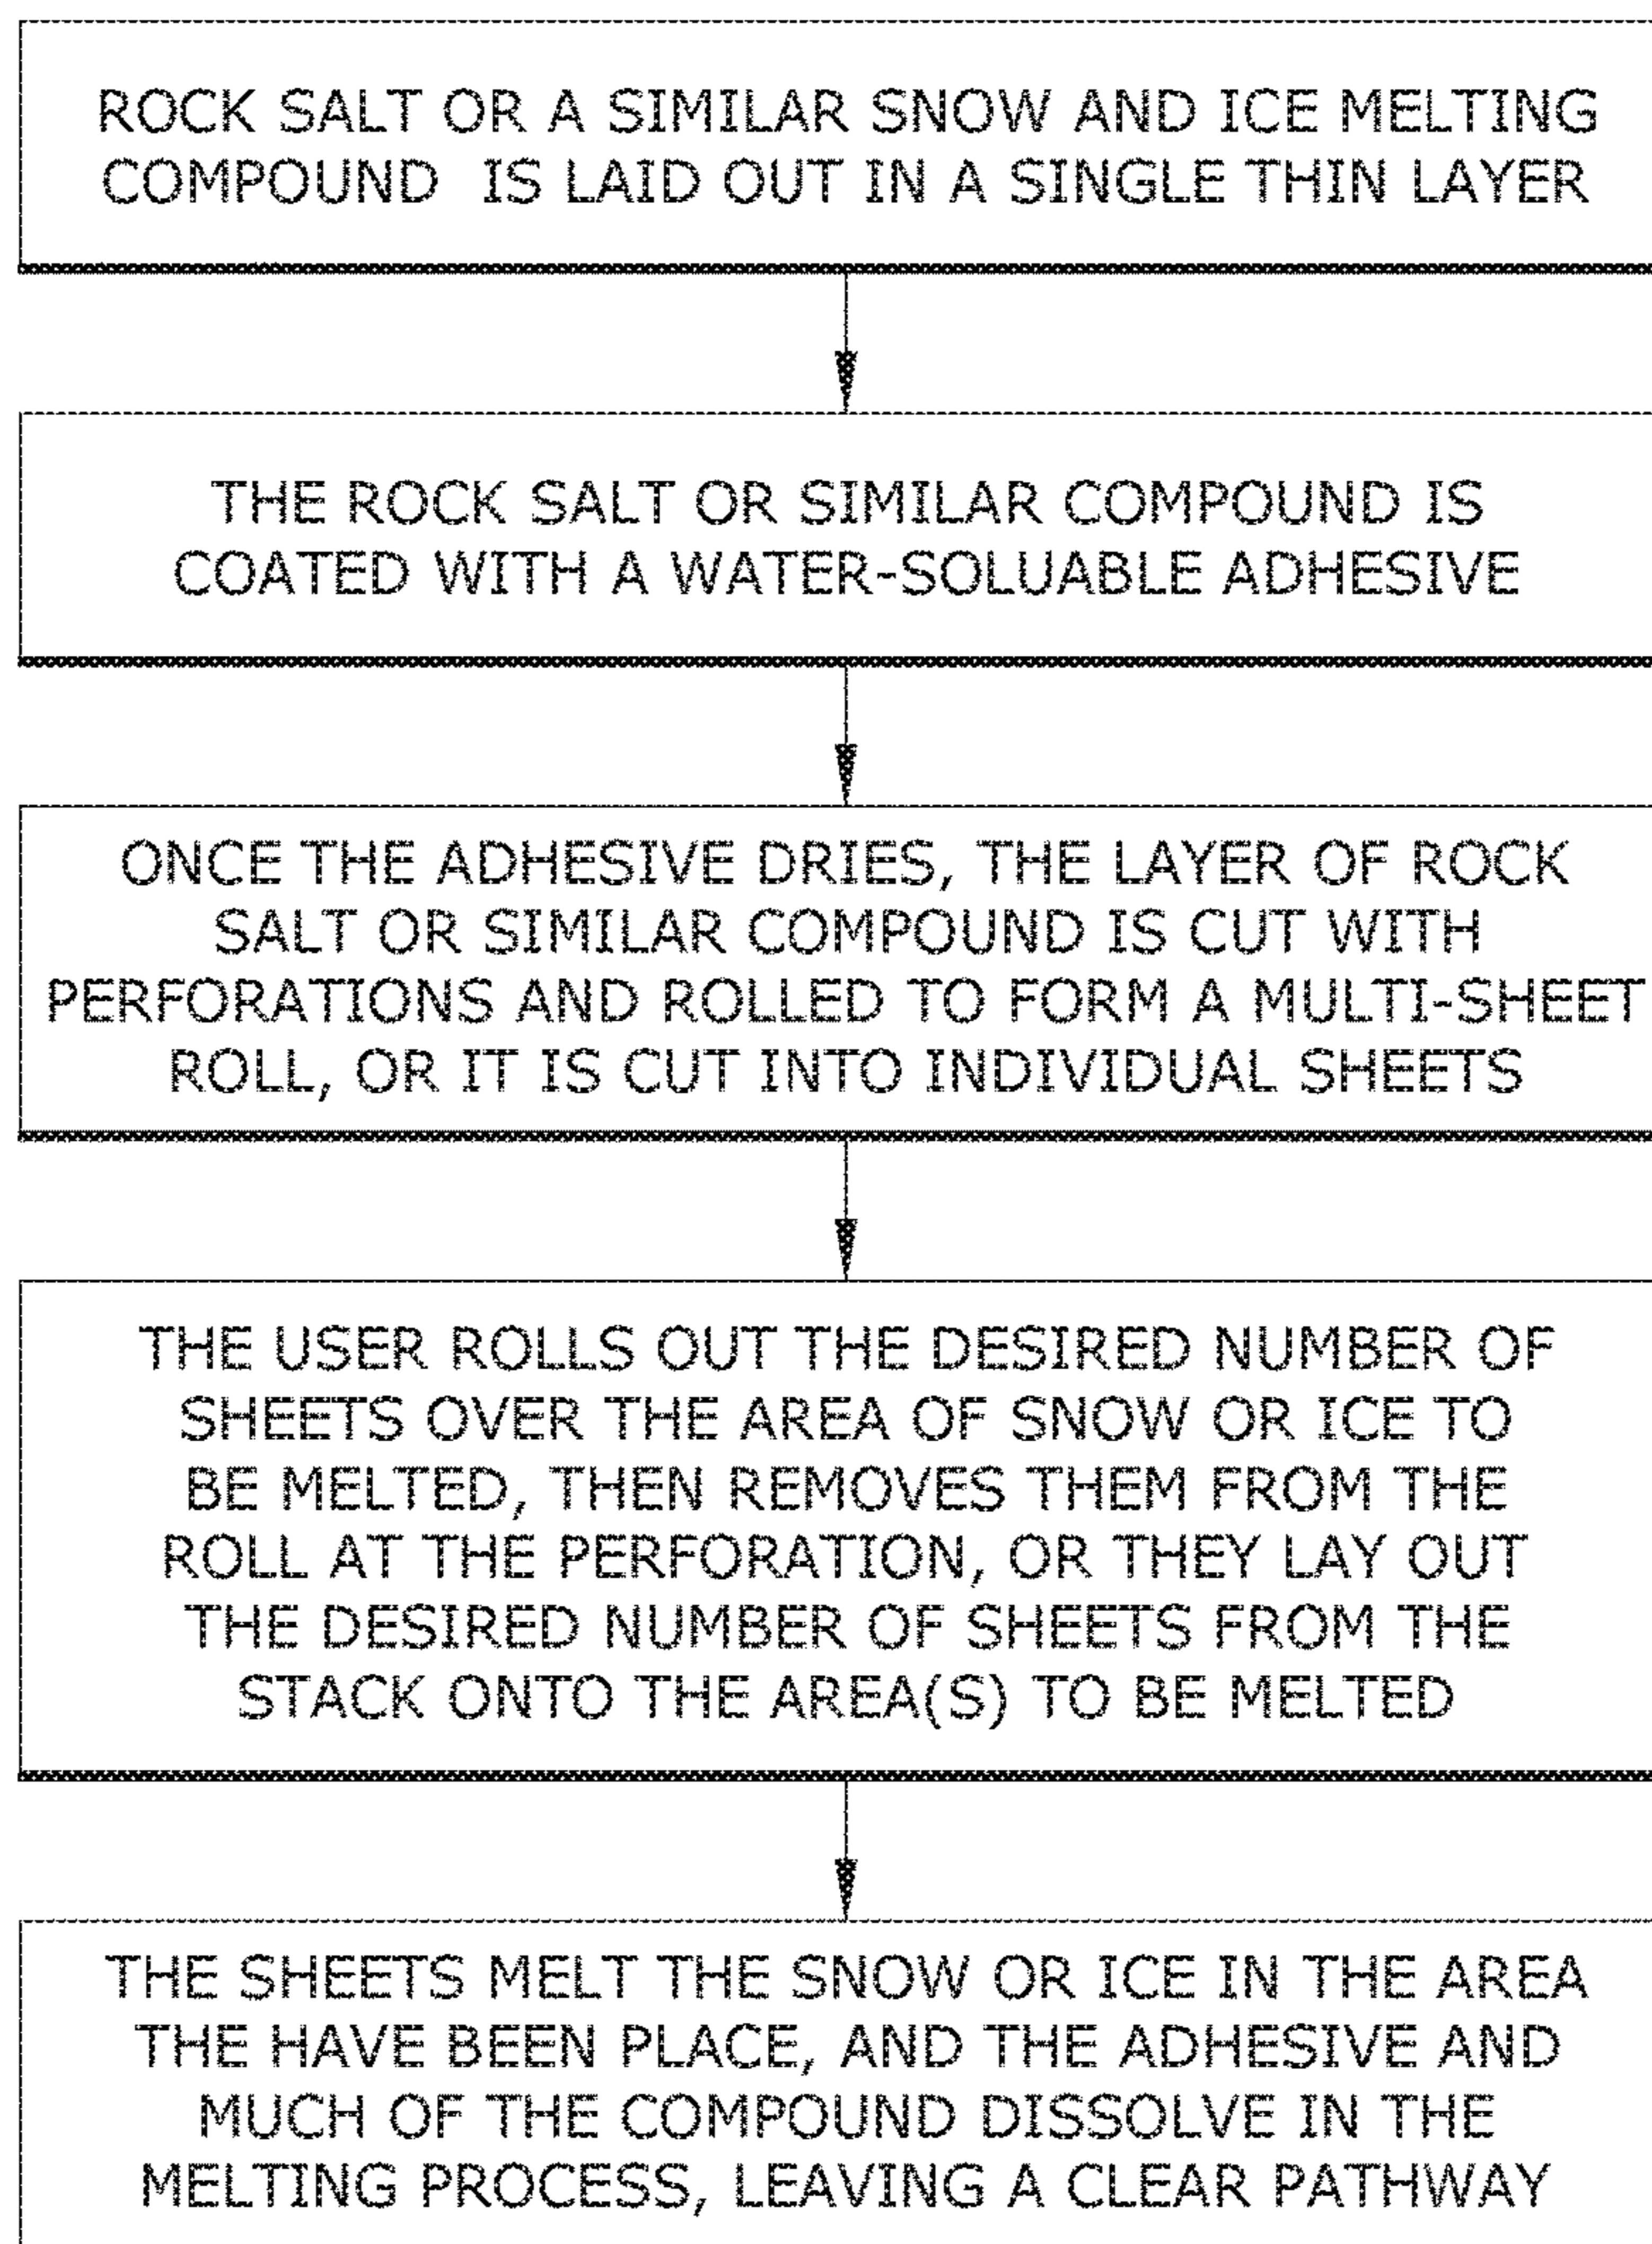 ROCK SALT OR A SIMILAR SNOW AND ICE MELTING
COMPOUND IS LAID OUT IN A SINGLE THIN LAYER
THE ROCK SALT OR SIMILAR COMPOUND IS
COATED WITH A WATER-SOLUABLE ADHESIVE
ONCE THE ADHESIVE DRIES, THE LAYER OF ROCK
SALT OR SIMILAR COMPOUND IS CUT WITH
PERFORATIONS AND ROLLED TO FORM A MULTI-SHEET
ROLL, OR IT IS CUT INTO INDIVIDUAL SHEETS
THE USER ROLLS OUT THE DESIRED NUMBER OF
SHEETS OVER THE AREA OF SNOW OR ICE TO
BE MELTED, THEN REMOVES THEM FROM THE
ROLL AT THE PERFORATION, OR THEY LAY OUT
THE DESIRED NUMBER OF SHEETS FROM THE
STACK ONTO THE AREA(S) TO BE MELTED
THE SHEETS MELT THE SNOW OR ICE IN THE AREA
THE HAVE BEEN PLACE, AND THE ADHESIVE AND
MUCH OF THE COMPOUND DISSOLVE IN THE
MELTING PROCESS, LEAVING A CLEAR PATHWAY